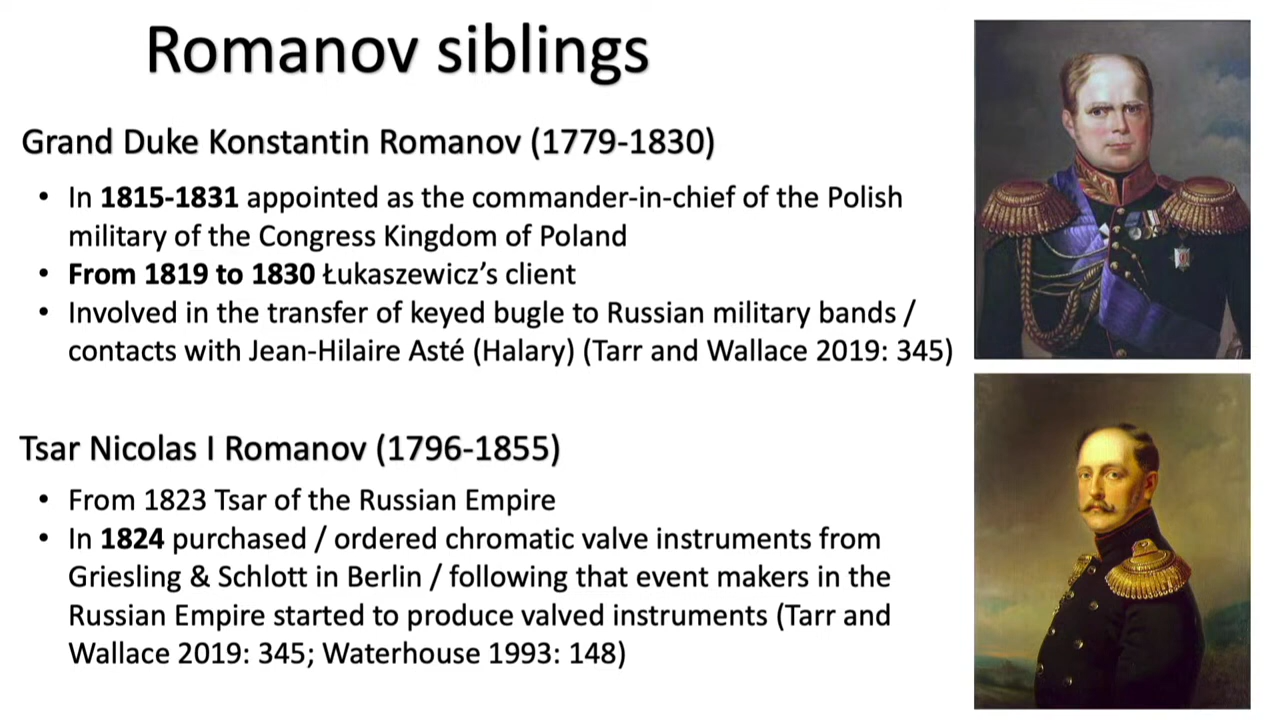 Romanov siblings
Grand Duke Konstantin Romanov (1779-1830)
• In 1815-1831 appointed as the commander-in-chief of the Polish
military of the Congress Kingdom of Poland
• From 1819 to 1830 Łukaszewicz’s client
• Involved in the transfer of keyed bugle to Russian military bands /
contacts with Jean-Hilaire Asté (Halary) (Tarr and Wallace 2019: 345)
Tsar Nicolas I Romanov (1796-1855)
• From 1823 Tsar of the Russian Empire
• In 1824 purchased / ordered chromatic valve instruments from
Griesling & Schlott in Berlin / following that event makers in the
Russian Empire started to produce valved instruments (Tarr and
Wallace 2019: 345; Waterhouse 1993: 148)